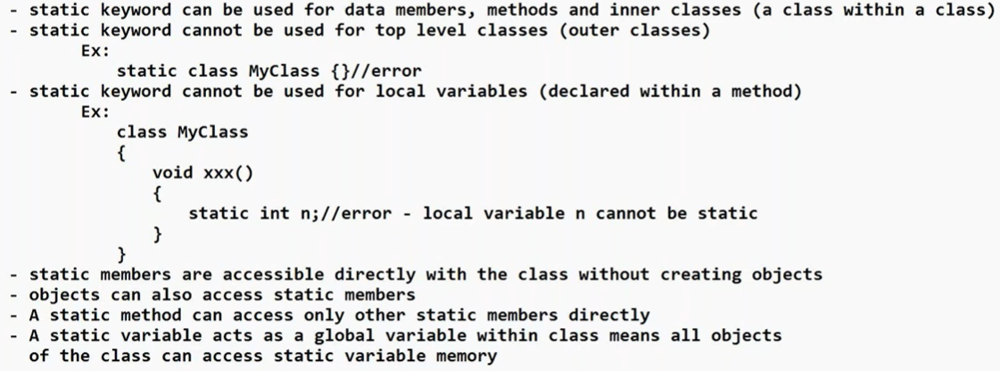 - static keyword can be used for data members, methods and inner classes (a class within a class)
- static keyword cannot be used for top level classes (outer classes)
Ex:
static class MyClass {}//error
- static keyword cannot be used for local variables (declared within a method)
Ex:
class MyClass
{
void xxx()
{
static int n;//error - local variable n cannot be static
}
}
- static members are accessible directly with the class without creating objects
- objects can also access static members
- A static method can access only other static members directly
- A static variable acts as a global variable within class means all objects
of the class can access static variable memory